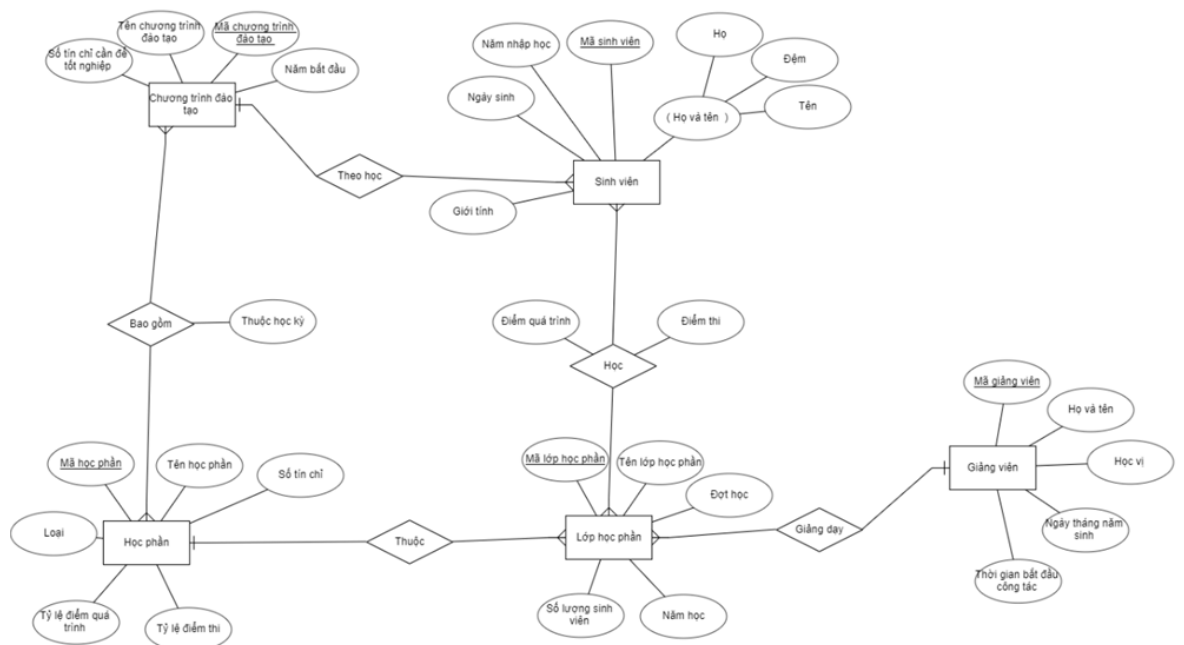 Tên chương trình
đào tạo
Mã chương trình
đào tạo
Số tín chỉ cần để
tốt nghiệp
Năm bắt đầu
Chương trình đào
tạo
Năm nhập học
Mã sinh viên
Họ
Đệm
Tên
( Họ và tên )
Ngày sinh
Theo học
Sinh viên
Giới tính
Bao gồm
Thuộc học kỳ
Điểm quá trình
Điểm thi
Học
Mã giảng viên
Họ và tên
Học vị
Giảng viên
Ngày tháng năm
sinh
Thời gian bắt đầu
công tác
Mã học phần
Tên học phần
Số tín chỉ
Mã lớp học phần
Tên lớp học phần
Đợt học
Giảng dạy
Loại
Học phần
Thuộc
Lớp học phần
Tỷ lệ điểm quá
trình
Tỷ lệ điểm thi
Số lượng sinh
viên
Năm học